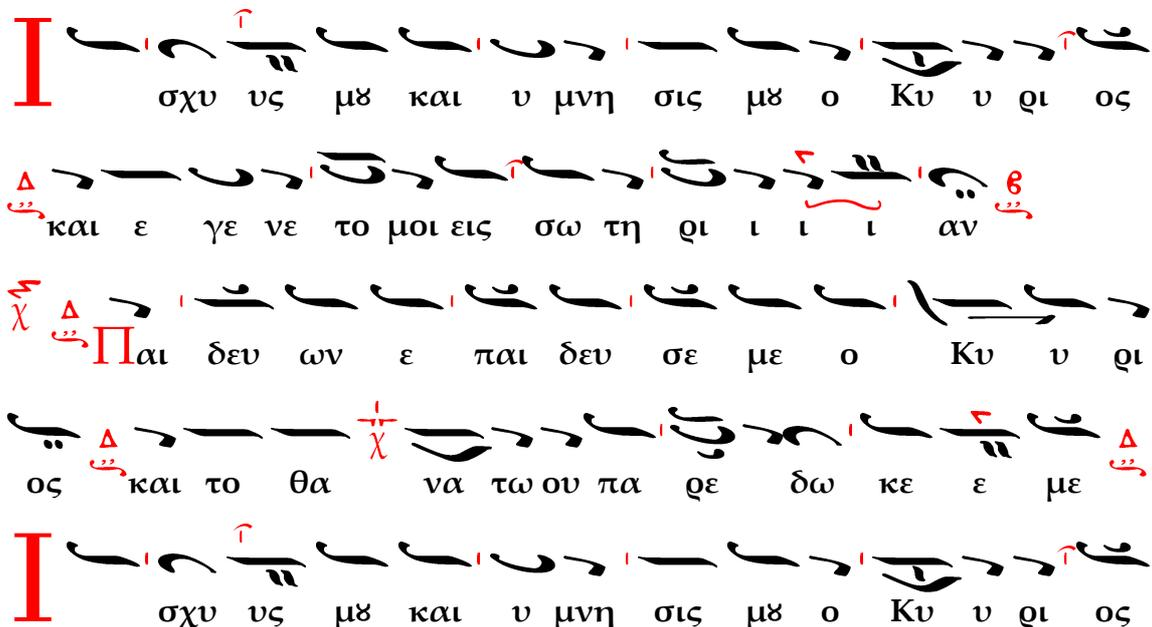 Ισχυ υς μȣ και υ μνη σις μȣ ο Κυ υ ρι ος
και ε γε νε το μοι εις σω τη ρι ι ι ι αν
Παι δευ ων ε παι δευ σε με ο Κυ υ ρι
ος και το θα να τω ου πα ρε δω κε ε με
Ισχυ υς μȣ και υ μνη σις μȣ ο Κυ υ ρι ος